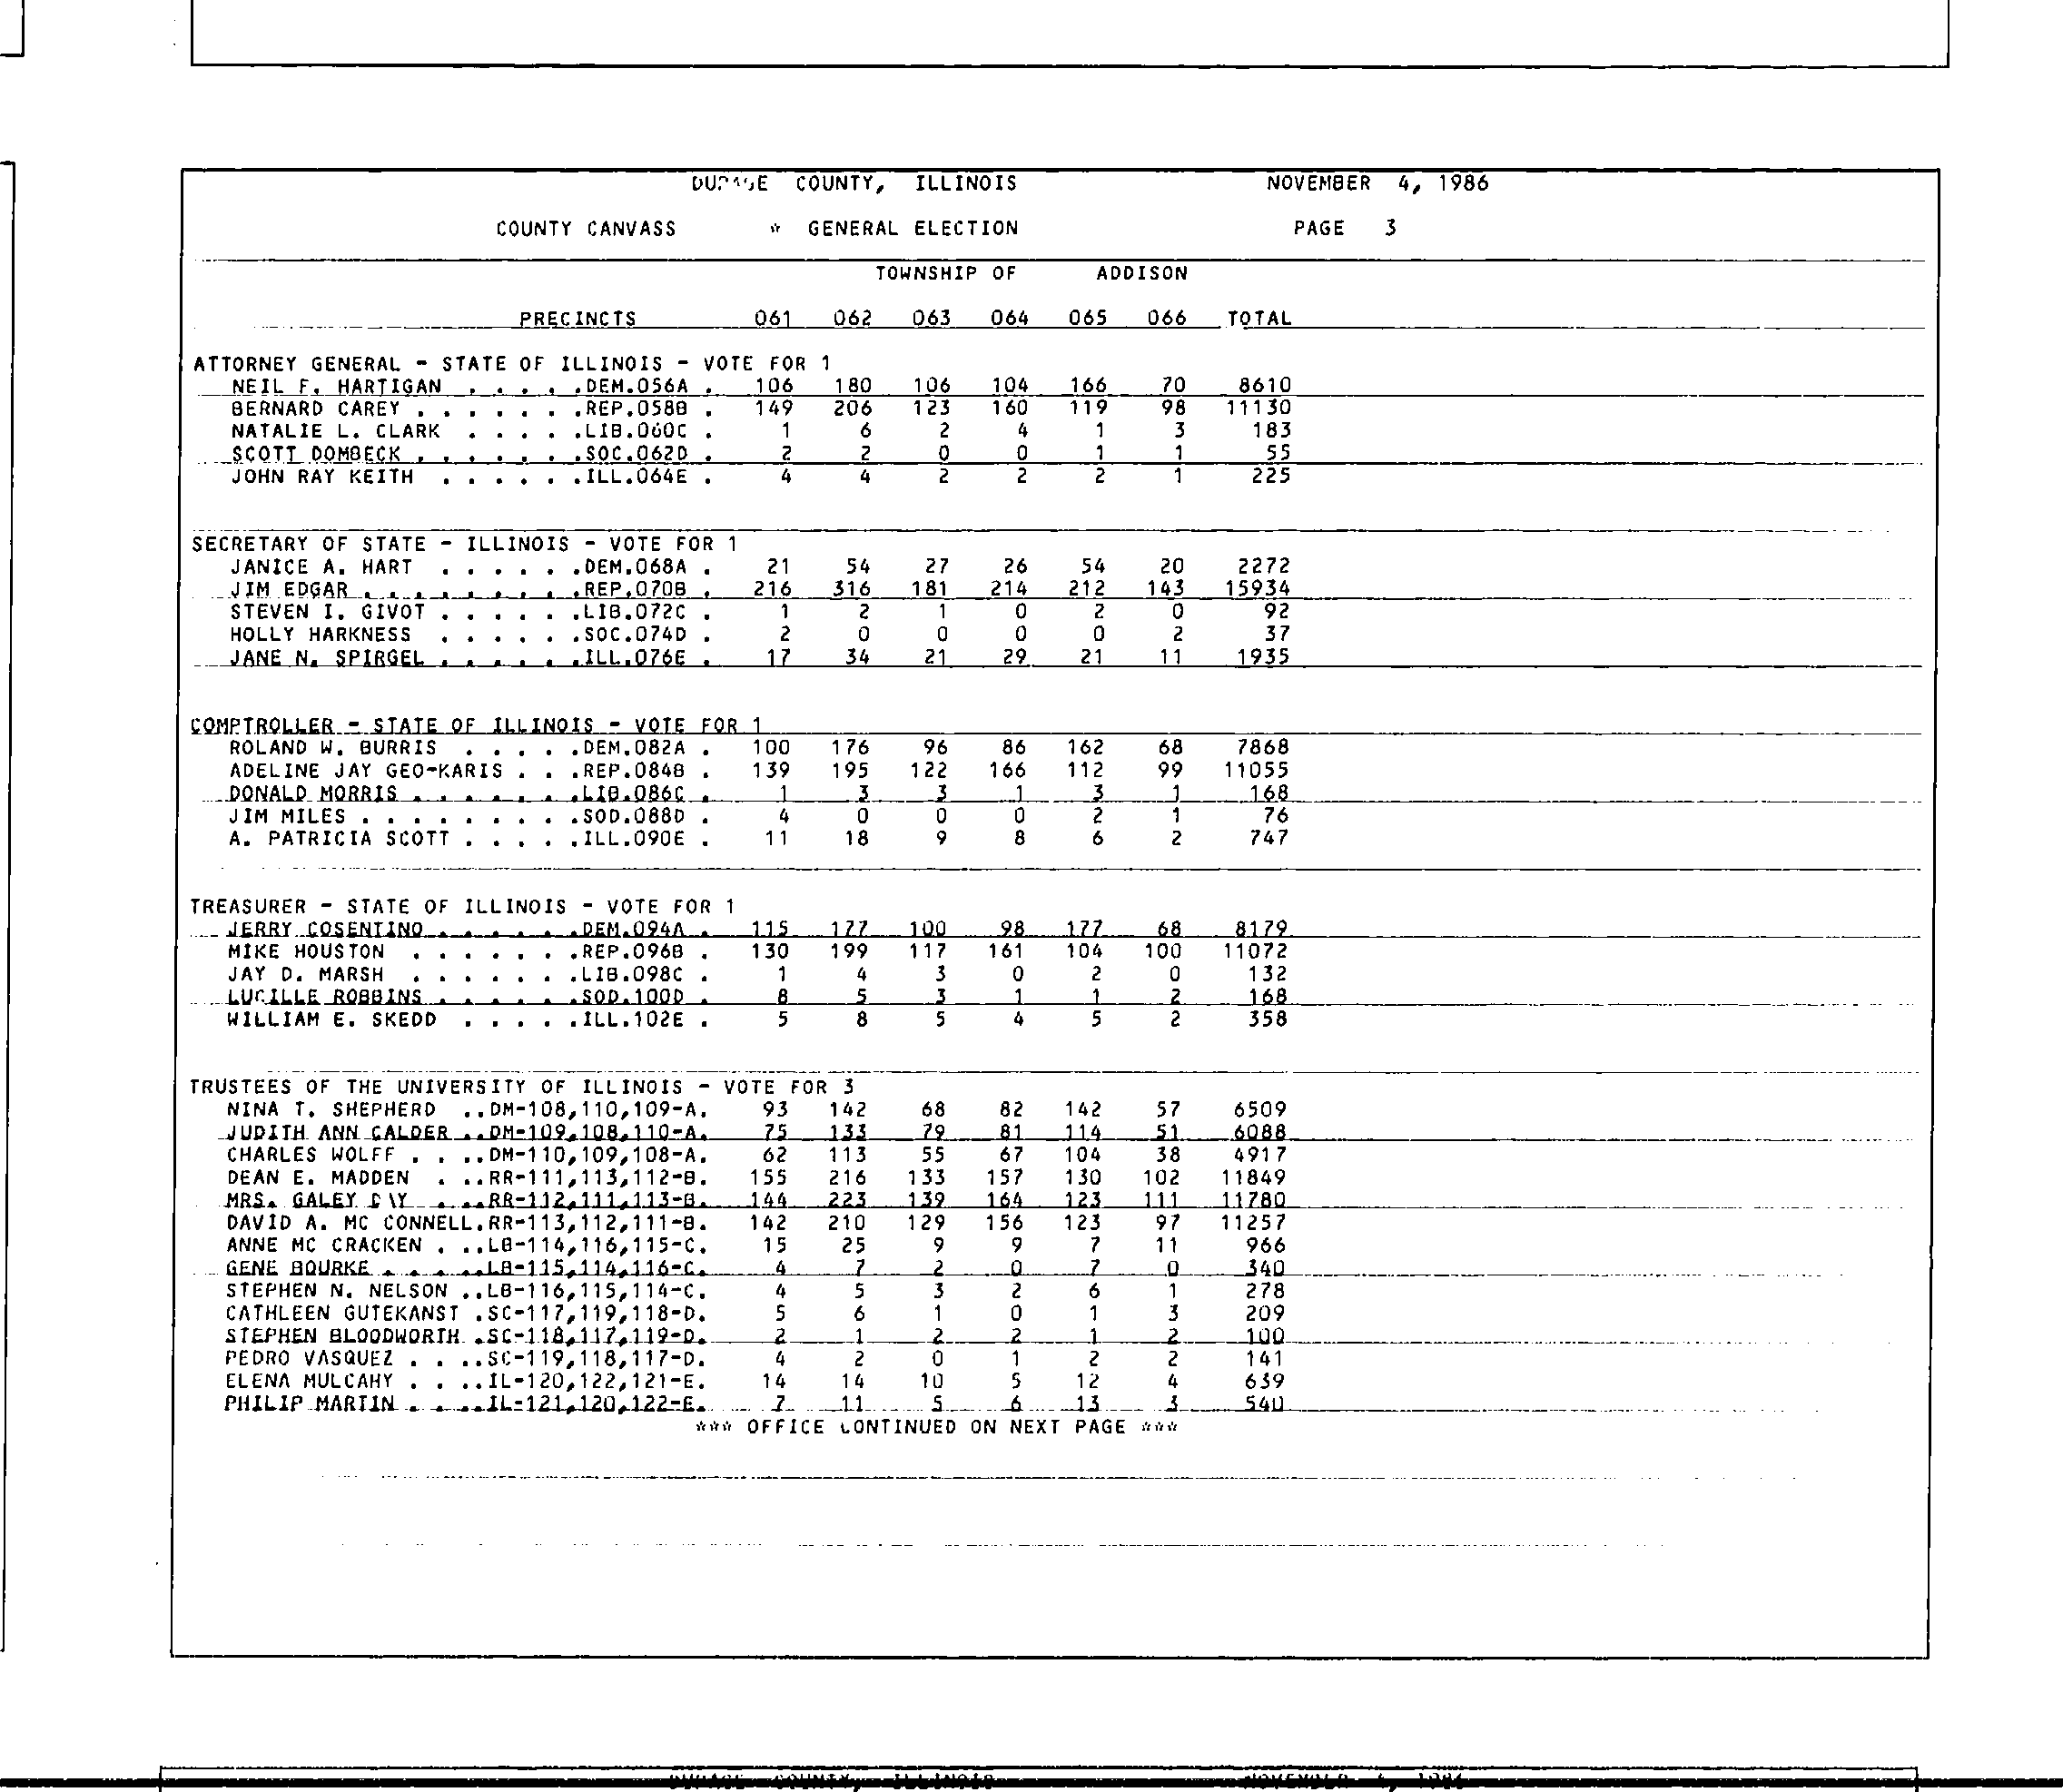 DUPAGE COUNTY, ILLINOIS NOVEMBER 4, 1986
COUNTY CANVASS * GENERAL ELECTION PAGE 3
TOWNSHIP OF ADDISON
PRECINCTS 061 062 063 064 065 066 TOTAL
ATTORNEY GENERAL - STATE OF ILLINOIS - VOTE FOR 1
NEIL F. HARTIGAN . . . . .DEM.056A . 106 180 106 104 166 70 8610
BERNARD CAREY . . . . . . .REP.058B . 149 206 123 160 119 98 11130
NATALIE L. CLARK . . . . .LIB.060C . 1 6 2 4 1 3 183
SCOTT DOMBECK . . . . . . .SOC.062D . 2 2 0 0 1 1 55
JOHN RAY KEITH . . . . . .ILL.064E . 4 4 2 2 2 1 225
SECRETARY OF STATE - ILLINOIS - VOTE FOR 1
JANICE A. HART . . . . . .DEM.068A . 21 54 27 26 54 20 2272
JIM EDGAR . . . . . . . . .REP.070B . 216 316 181 214 212 143 15934
STEVEN I. GIVOT . . . . . .LIB.072C . 1 2 1 0 2 0 92
HOLLY HARKNESS . . . . . .SOC.074D . 2 0 0 0 0 2 37
JANE N. SPIRGEL . . . . . .ILL.076E . 17 34 21 29 21 11 1935
COMPTROLLER - STATE OF ILLINOIS - VOTE FOR 1
ROLAND W. BURRIS . . . . .DEM.082A . 100 176 96 86 162 68 7868
ADELINE JAY GEO-KARIS . . .REP.084B . 139 195 122 166 112 99 11055
DONALD MORRIS . . . . . . .LIB.086C . 1 3 3 1 3 1 168
JIM MILES . . . . . . . . .SOD.088D . 4 0 0 0 2 1 76
A. PATRICIA SCOTT . . . . .ILL.090E . 11 18 9 8 6 2 747
TREASURER - STATE OF ILLINOIS - VOTE FOR 1
JERRY COSENTINO . . . . . .DEM.094A . 115 177 100 98 177 68 8179
MIKE HOUSTON . . . . . . .REP.096B . 130 199 117 161 104 100 11072
JAY D. MARSH . . . . . . .LIB.098C . 1 4 3 0 2 0 132
LUCILLE ROBBINS . . . . . .SOD.100D . 8 5 3 1 1 2 168
WILLIAM E. SKEDD . . . . .ILL.102E . 5 8 5 4 5 2 358
TRUSTEES OF THE UNIVERSITY OF ILLINOIS - VOTE FOR 3
NINA T. SHEPHERD ..DM-108,110,109-A. 93 142 68 82 142 57 6509
JUDITH ANN CALDER ..DM-109,108,110-A. 75 133 79 81 114 51 6088
CHARLES WOLFF . . ..DM-110,109,108-A. 62 113 55 67 104 38 4917
DEAN E. MADDEN . ..RR-111,113,112-B. 155 216 133 157 130 102 11849
MRS. GALEY DAY . ..RR-112,111,113-B. 144 223 139 164 123 111 11780
DAVID A. MC CONNELL.RR-113,112,111-B. 142 210 129 156 123 97 11257
ANNE MC CRACKEN . ..LB-114,116,115-C. 15 25 9 9 7 11 966
GENE BOURKE . . . ..LB-115,114,116-C. 4 7 2 0 7 0 340
STEPHEN N. NELSON ..LB-116,115,114-C. 4 5 3 2 6 1 278
CATHLEEN GUTEKANST .SC-117,119,118-D. 5 6 1 0 1 3 209
STEPHEN BLOODWORTH .SC-118,117,119-D. 2 1 2 2 1 2 100
PEDRO VASQUEZ . . ..SC-119,118,117-D. 4 2 0 1 2 2 141
ELENA MULCAHY . . ..IL-120,122,121-E. 14 14 10 5 12 4 639
PHILIP MARTIN . . ..IL-121,120,122-E. 7 11 5 6 13 3 540
*** OFFICE CONTINUED ON NEXT PAGE ***